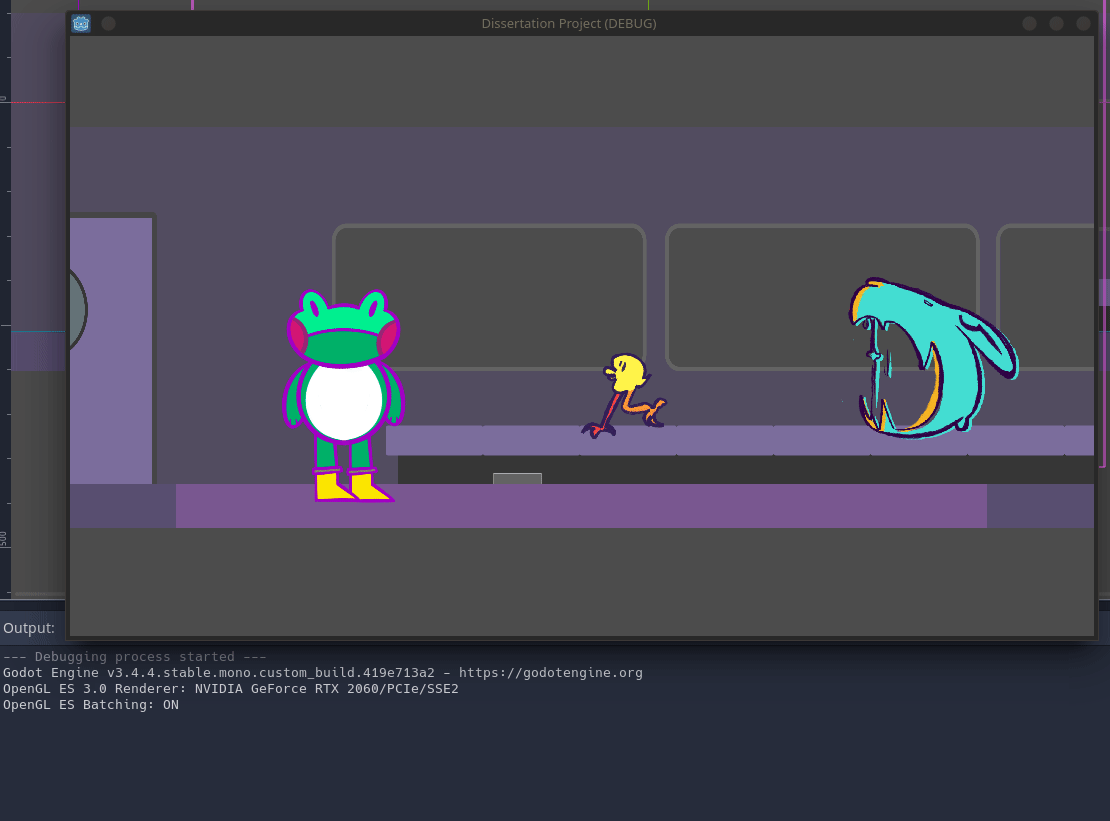 Dissertation Project (DEBUG)
0
500
Output:
--- Debugging process started ---
Godot Engine v3.4.4.stable.mono.custom_build.419e713a2 - https://godotengine.org
OpenGL ES 3.0 Renderer: NVIDIA GeForce RTX 2060/PCIe/SSE2
OpenGL ES Batching: ON